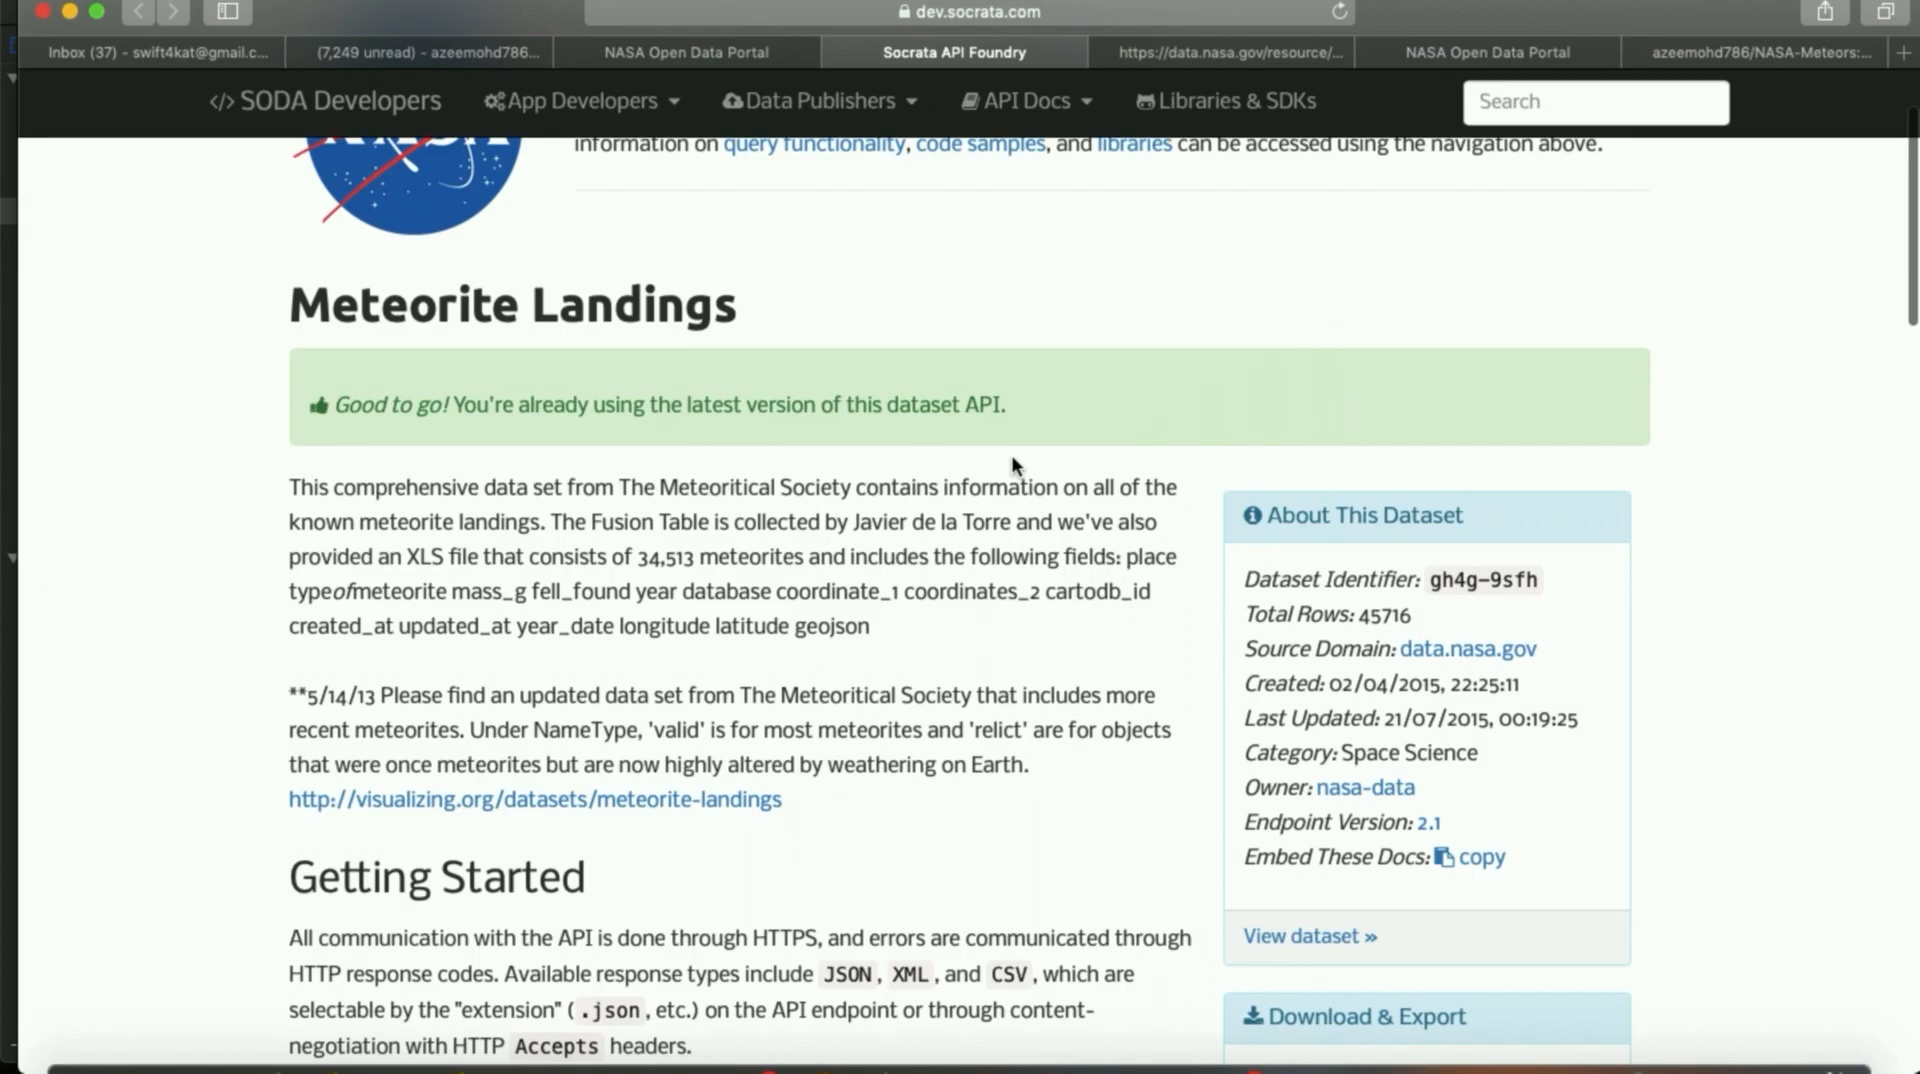 dev.socrata.com
Inbox (37) - swift4kat@gmail.c...
(7,249 unread) - azeemohd786...
NASA Open Data Portal
Socrata API Foundry
https://data.nasa.gov/resource/...
NASA Open Data Portal
azeemohd786/NASA-Meteors:...
</> SODA Developers
App Developers
Data Publishers
API Docs
Libraries & SDKs
Search
information on query functionality, code samples, and libraries can be accessed using the navigation above.
Meteorite Landings
Good to go! You're already using the latest version of this dataset API.
This comprehensive data set from The Meteoritical Society contains information on all of the
known meteorite landings. The Fusion Table is collected by Javier de la Torre and we've also
provided an XLS file that consists of 34,513 meteorites and includes the following fields: place
typeofmeteorite mass_g fell_found year database coordinate_1 coordinates_2 cartodb_id
created_at updated_at year_date longitude latitude geojson
**5/14/13 Please find an updated data set from The Meteoritical Society that includes more
recent meteorites. Under NameType, 'valid' is for most meteorites and 'relict' are for objects
that were once meteorites but are now highly altered by weathering on Earth.
http://visualizing.org/datasets/meteorite-landings
Getting Started
All communication with the API is done through HTTPS, and errors are communicated through
HTTP response codes. Available response types include JSON, XML, and CSV, which are
selectable by the "extension" (.json, etc.) on the API endpoint or through content-
negotiation with HTTP Accepts headers.
About This Dataset
Dataset Identifier: gh4g-9sfh
Total Rows: 45716
Source Domain: data.nasa.gov
Created: 02/04/2015, 22:25:11
Last Updated: 21/07/2015, 00:19:25
Category: Space Science
Owner: nasa-data
Endpoint Version: 2.1
Embed These Docs: copy
View dataset »
Download & Export